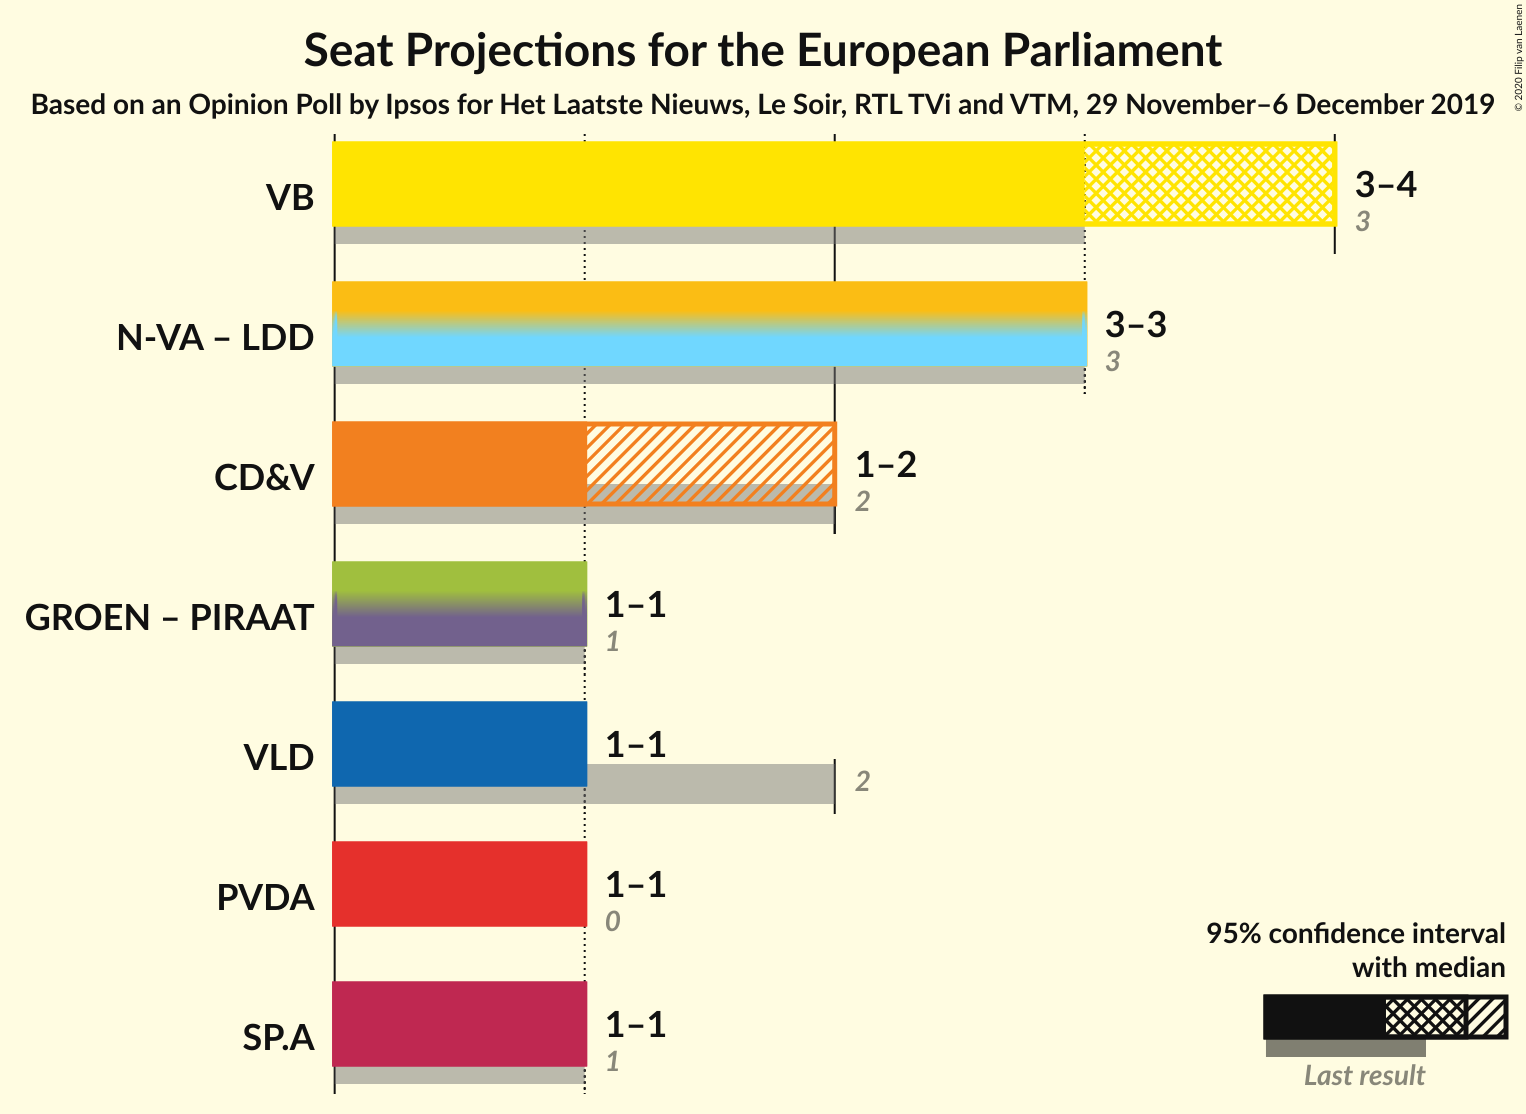 Seat Projections for the European Parliament
Based on an Opinion Poll by Ipsos for Het Laatste Nieuws, Le Soir, RTL TVi and VTM, 29 November–6 December 2019
© 2020 Filip van Laenen
VB
3–4
3
N-VA – LDD
3–3
3
CD&V
1–2
2
GROEN – PIRAAT
1–1
1
VLD
1–1
2
PVDA
1–1
0
SP.A
1–1
1
95% confidence interval
with median
Last result